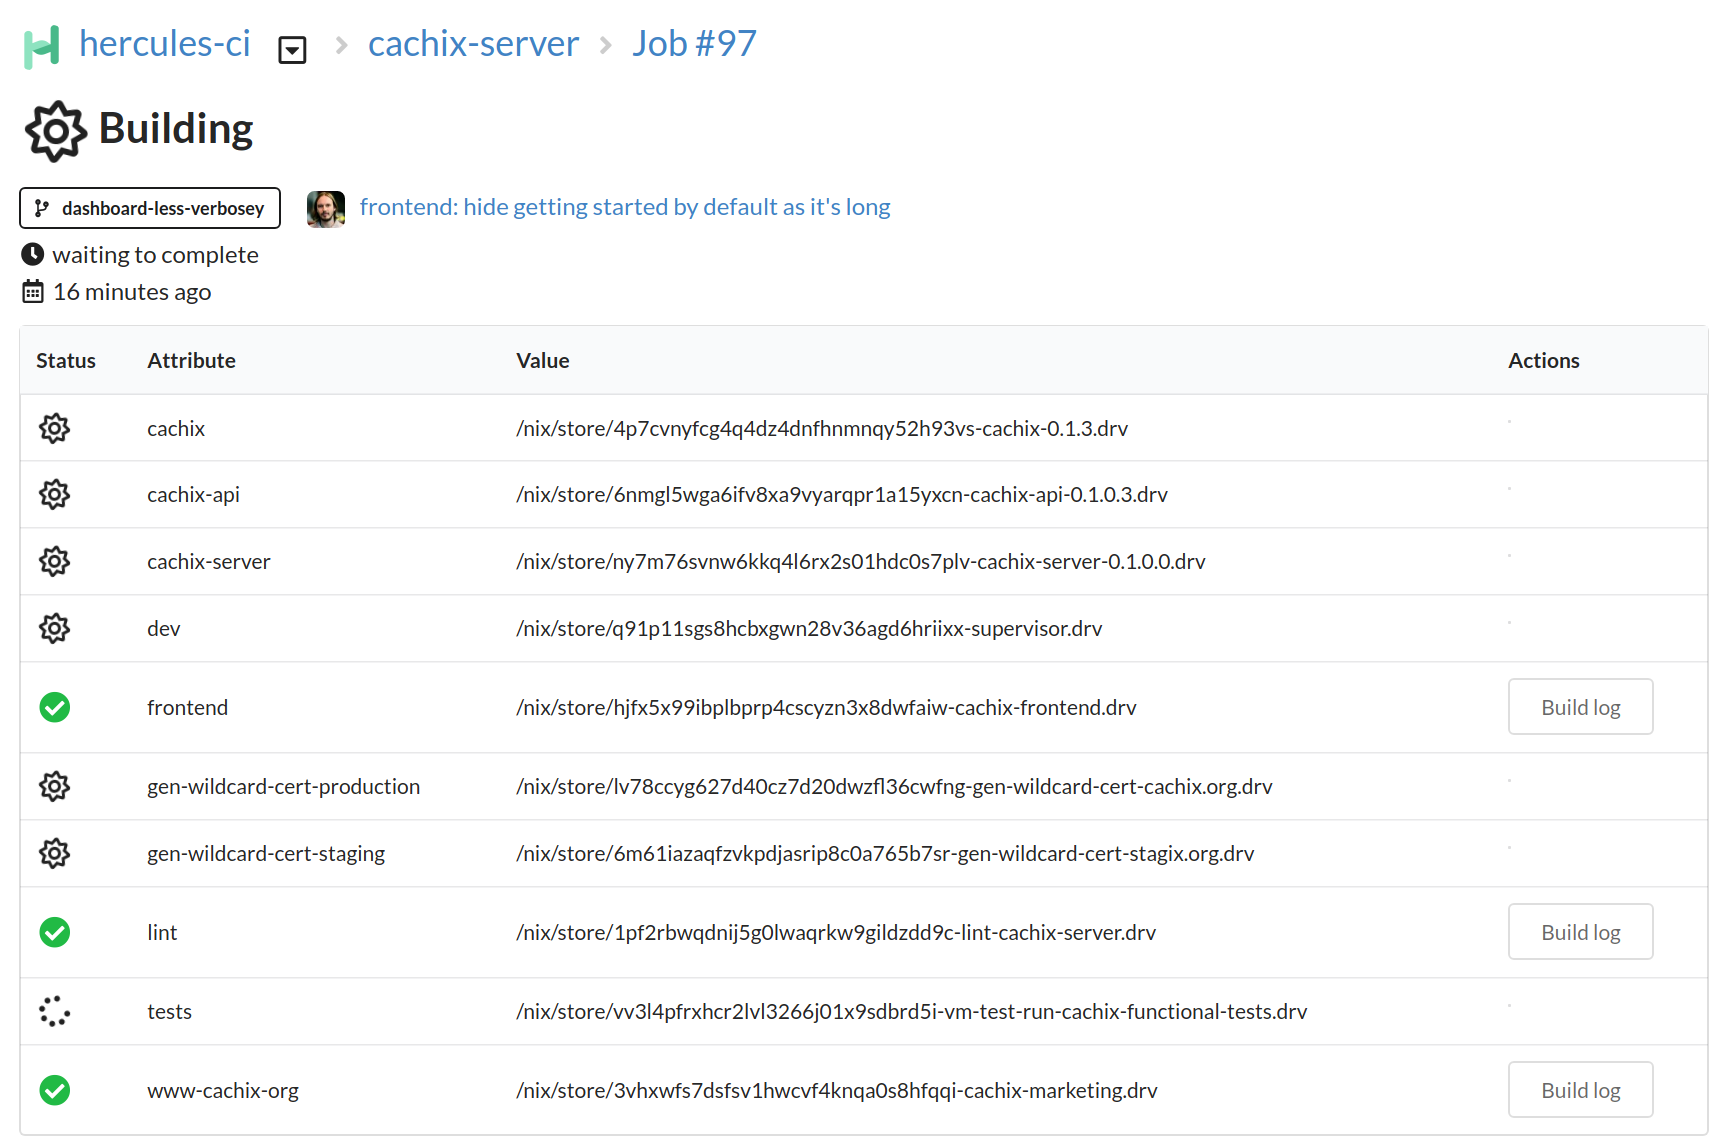 hercules-ci > cachix-server > Job #97
Building
dashboard-less-verbosey frontend: hide getting started by default as it's long
waiting to complete
16 minutes ago
Status Attribute Value Actions
cachix /nix/store/4p7cvnyfcg4q4dz4dnfhnmnqy52h93vs-cachix-0.1.3.drv
cachix-api /nix/store/6nmgl5wga6ifv8xa9vyarqpr1a15yxcn-cachix-api-0.1.0.3.drv
cachix-server /nix/store/ny7m76svnw6kkq4l6rx2s01hdc0s7plv-cachix-server-0.1.0.0.drv
dev /nix/store/q91p11sgs8hcbxgwn28v36agd6hriixx-supervisor.drv
frontend /nix/store/hjfx5x99ibplbprp4cscyzn3x8dwfaiw-cachix-frontend.drv Build log
gen-wildcard-cert-production /nix/store/lv78ccyg627d40cz7d20dwzfl36cwfng-gen-wildcard-cert-cachix.org.drv
gen-wildcard-cert-staging /nix/store/6m61iazaqfzvkpdjasrip8c0a765b7sr-gen-wildcard-cert-stagix.org.drv
lint /nix/store/1pf2rbwqdnij5g0lwaqrkw9gildzdd9c-lint-cachix-server.drv Build log
tests /nix/store/vv3l4pfrxhcr2lvl3266j01x9sdbrd5i-vm-test-run-cachix-functional-tests.drv
www-cachix-org /nix/store/3vhxwfs7dsfsv1hwcvf4knqa0s8hfqqi-cachix-marketing.drv Build log